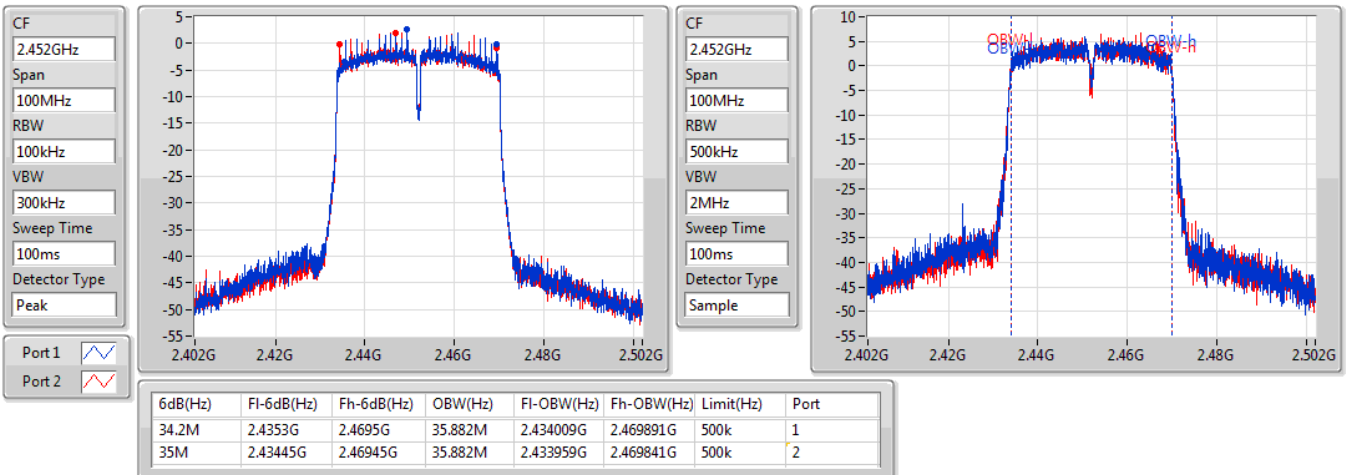 CF
2.452GHz
Span
100MHz
RBW
100kHz
VBW
300kHz
Sweep Time
100ms
Detector Type
Peak
Port 1
Port 2
5
0
-5
-10
-15
-20
-25
-30
-35
-40
-45
-50
-55
2.402G 2.42G 2.44G 2.46G 2.48G 2.502G
CF
2.452GHz
Span
100MHz
RBW
500kHz
VBW
2MHz
Sweep Time
100ms
Detector Type
Sample
10
5
0
-5
-10
-15
-20
-25
-30
-35
-40
-45
-50
-55
OBW-h
2.402G 2.42G 2.44G 2.46G 2.48G 2.502G
6dB(Hz) Fl-6dB(Hz) Fh-6dB(Hz) OBW(Hz) Fl-OBW(Hz) Fh-OBW(Hz) Limit(Hz) Port
34.2M 2.4353G 2.4695G 35.882M 2.434009G 2.469891G 500k 1
35M 2.43445G 2.46945G 35.882M 2.433959G 2.469841G 500k 2